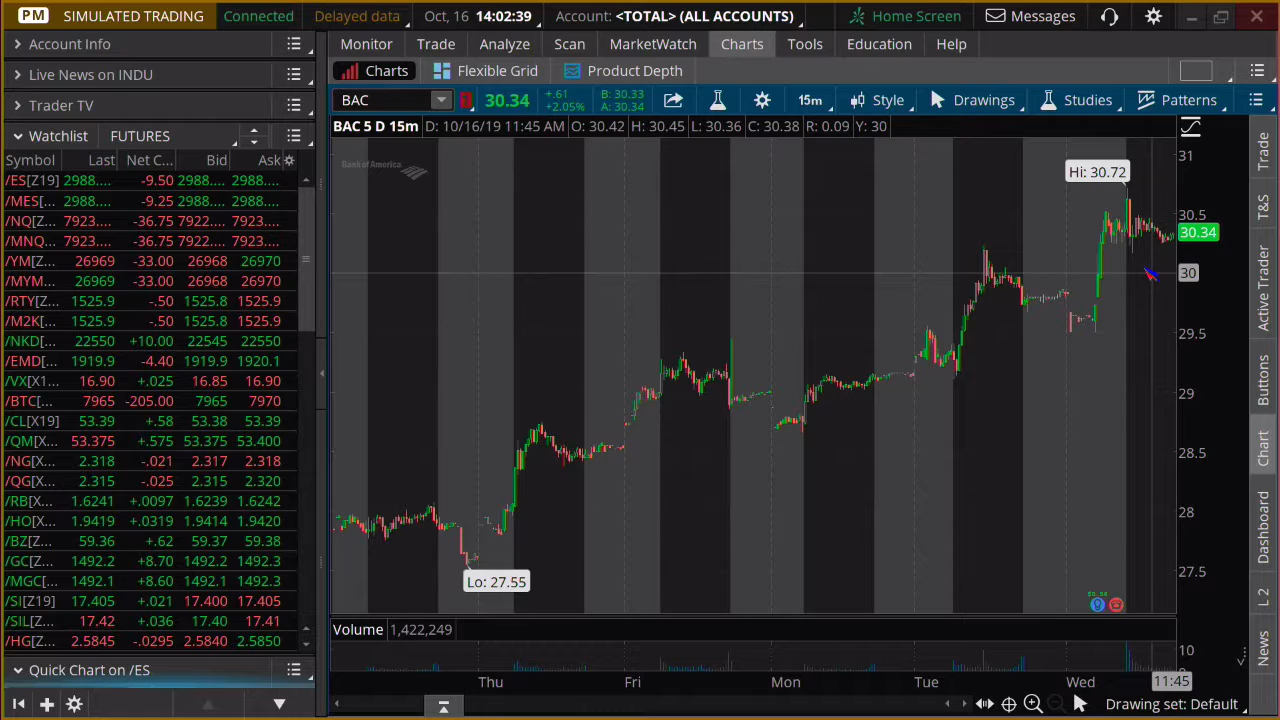 PM SIMULATED TRADING Connected Delayed data Oct, 16 14:02:39 Account: <TOTAL> (ALL ACCOUNTS) Home Screen Messages
Account Info
Live News on INDU
Trader TV
Watchlist FUTURES
Symbol Last Net C... Bid Ask
/ES[Z19] 2988.... -9.50 2988... 2988...
/MES[... 2988.... -9.25 2988... 2988...
/NQ[Z... 7923.... -36.75 7922... 7923...
/MNQ... 7923.... -36.75 7922... 7923...
/YM[Z... 26969 -33.00 26968 26970
/MYM... 26969 -33.00 26968 26970
/RTY[Z... 1525.9 -.50 1525.8 1525.9
/M2K... 1525.9 -.50 1525.8 1525.9
/NKD[... 22550 +10.00 22545 22550
/EMD[... 1919.9 -4.40 1919.9 1920.1
/VX[X1... 16.90 +.025 16.85 16.90
/BTC[... 7965 -205.00 7965 7970
/CL[X19] 53.39 +.58 53.38 53.39
/QM[X... 53.375 +.575 53.375 53.400
/NG[X... 2.318 -.021 2.317 2.318
/QG[X... 2.315 -.025 2.315 2.320
/RB[X... 1.6241 +.0097 1.6239 1.6242
/HO[X... 1.9419 +.0319 1.9414 1.9420
/BZ[Z... 59.36 +.62 59.37 59.38
/GC[Z... 1492.2 +8.70 1492.2 1492.3
/MGC[... 1492.1 +8.60 1492.1 1492.3
/SI[Z19] 17.405 +.021 17.400 17.405
/SIL[Z... 17.42 +.036 17.40 17.41
/HG[Z... 2.5845 -.0295 2.5840 2.5850
Quick Chart on /ES
Monitor Trade Analyze Scan MarketWatch Charts Tools Education Help
Charts Flexible Grid Product Depth
BAC 1 30.34 +.61 +2.05% B: 30.33 A: 30.34 15m Style Drawings Studies Patterns
BAC 5 D 15m D: 10/16/19 11:45 AM O: 30.42 H: 30.45 L: 30.36 C: 30.38 R: 0.09 Y: 30
Bank of America
Hi: 30.72
Lo: 27.55
31
30.5
30.34
30
29.5
29
28.5
28
27.5
Volume 1,422,249
10
Thu Fri Mon Tue Wed 11:45
Drawing set: Default
Trade
T&S
Active Trader
Buttons
Chart
Dashboard
L 2
News